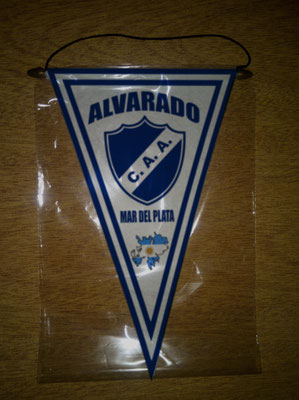 ALVARADO
C. A. A.
MAR DEL PLATA